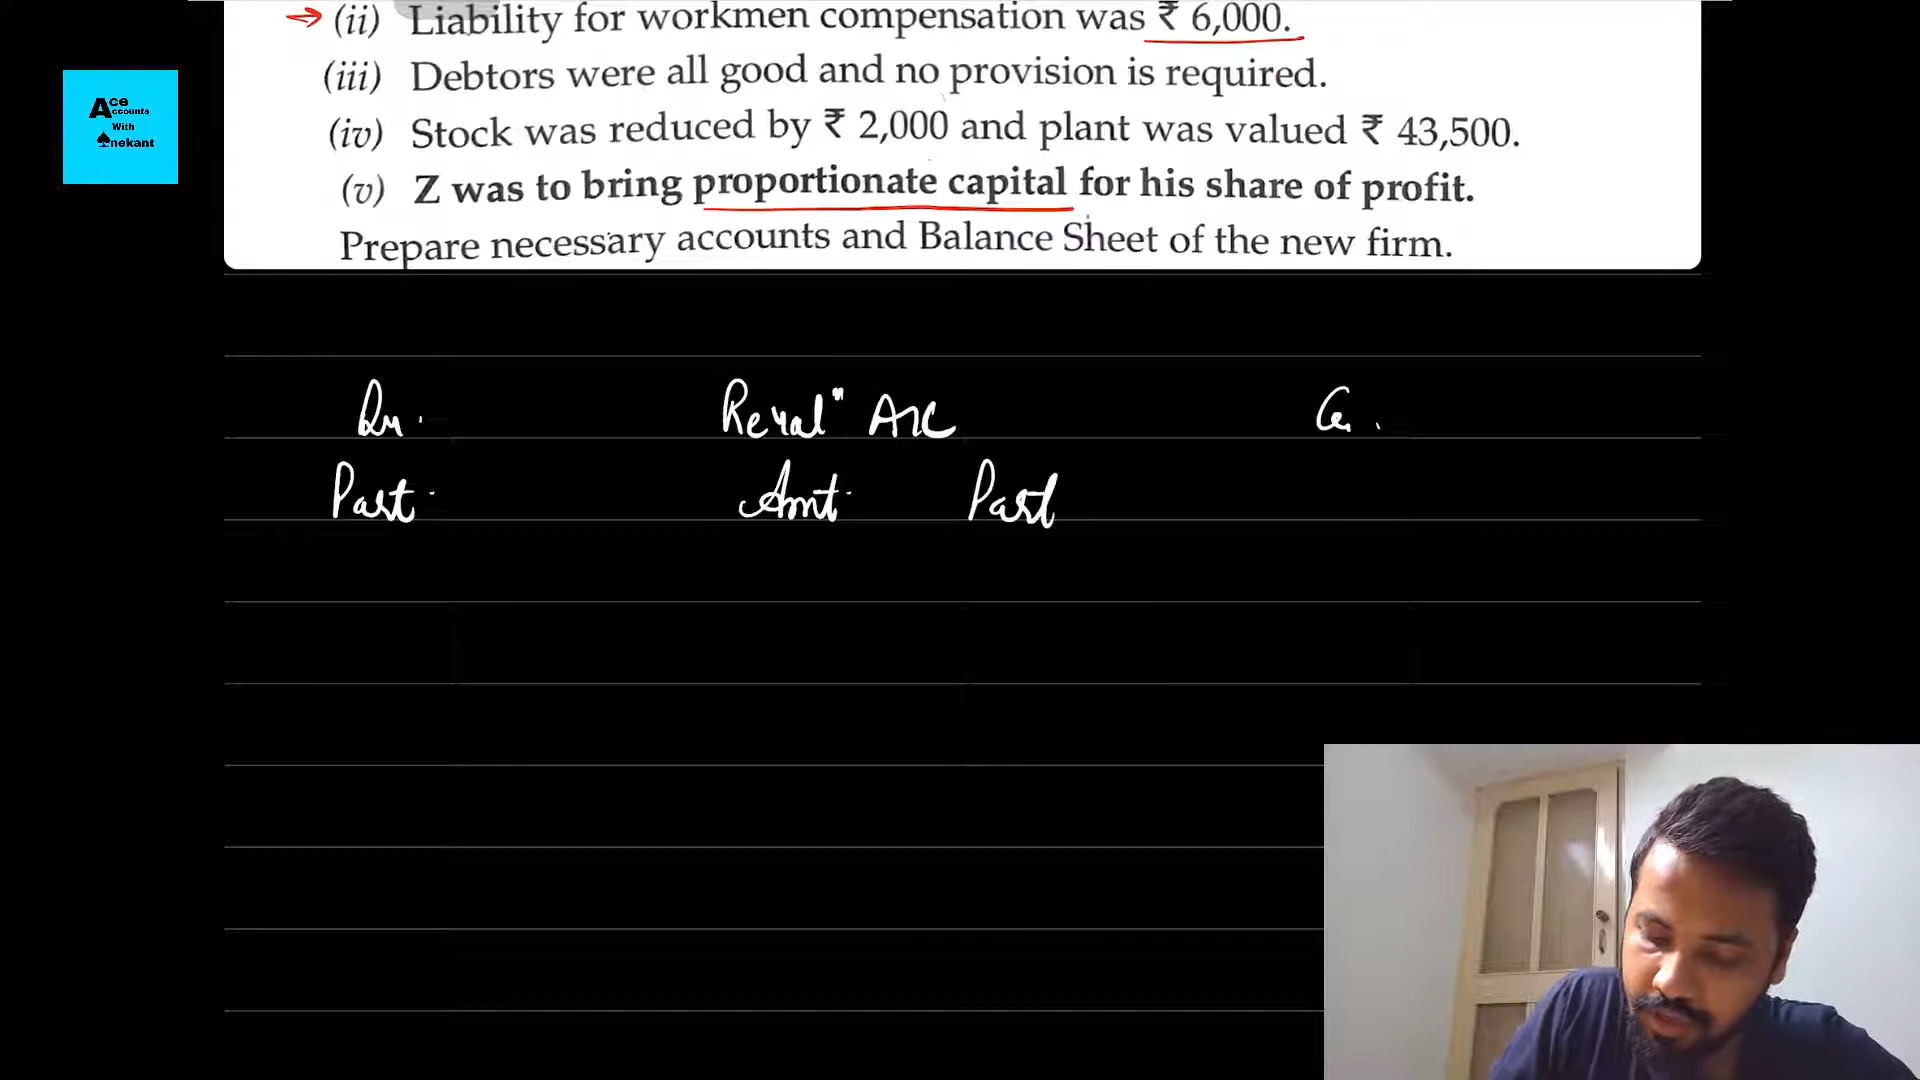 (ii) Liability for workmen compensation was ₹ 6,000.
(iii) Debtors were all good and no provision is required.
(iv) Stock was reduced by ₹ 2,000 and plant was valued ₹ 43,500.
(v) Z was to bring proportionate capital for his share of profit.
Prepare necessary accounts and Balance Sheet of the new firm.
Ace
Accounts
With
Anekant
Dr. Reval" A/C Cr.
Part. Amt. Part